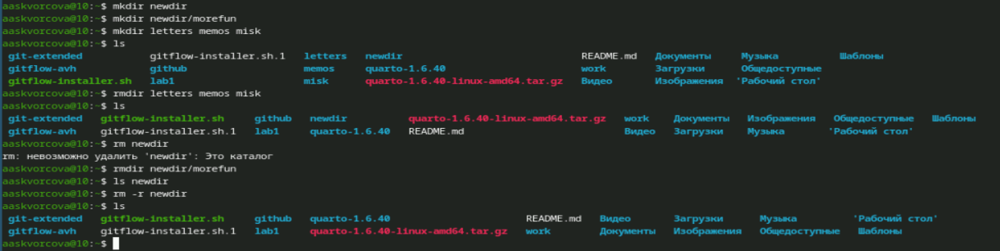 aaskvorcova@10:~$ mkdir newdir
aaskvorcova@10:~$ mkdir newdir/morefun
aaskvorcova@10:~$ mkdir letters memos misk
aaskvorcova@10:~$ ls
git-extended gitflow-installer.sh.1 letters newdir README.md Документы Музыка Шаблоны
gitflow-avh github memos quarto-1.6.40 work Загрузки Общедоступные
gitflow-installer.sh lab1 misk quarto-1.6.40-linux-amd64.tar.gz Видео Изображения 'Рабочий стол'
aaskvorcova@10:~$ rmdir letters memos misk
aaskvorcova@10:~$ ls
git-extended gitflow-installer.sh github newdir quarto-1.6.40-linux-amd64.tar.gz work Документы Изображения Общедоступные Шаблоны
gitflow-avh gitflow-installer.sh.1 lab1 quarto-1.6.40 README.md Видео Загрузки Музыка 'Рабочий стол'
aaskvorcova@10:~$ rm newdir
rm: невозможно удалить 'newdir': Это каталог
aaskvorcova@10:~$ rmdir newdir/morefun
aaskvorcova@10:~$ ls newdir
aaskvorcova@10:~$ rm -r newdir
aaskvorcova@10:~$ ls
git-extended gitflow-installer.sh github quarto-1.6.40 README.md Видео Загрузки Музыка 'Рабочий стол'
gitflow-avh gitflow-installer.sh.1 lab1 quarto-1.6.40-linux-amd64.tar.gz work Документы Изображения Общедоступные Шаблоны
aaskvorcova@10:~$